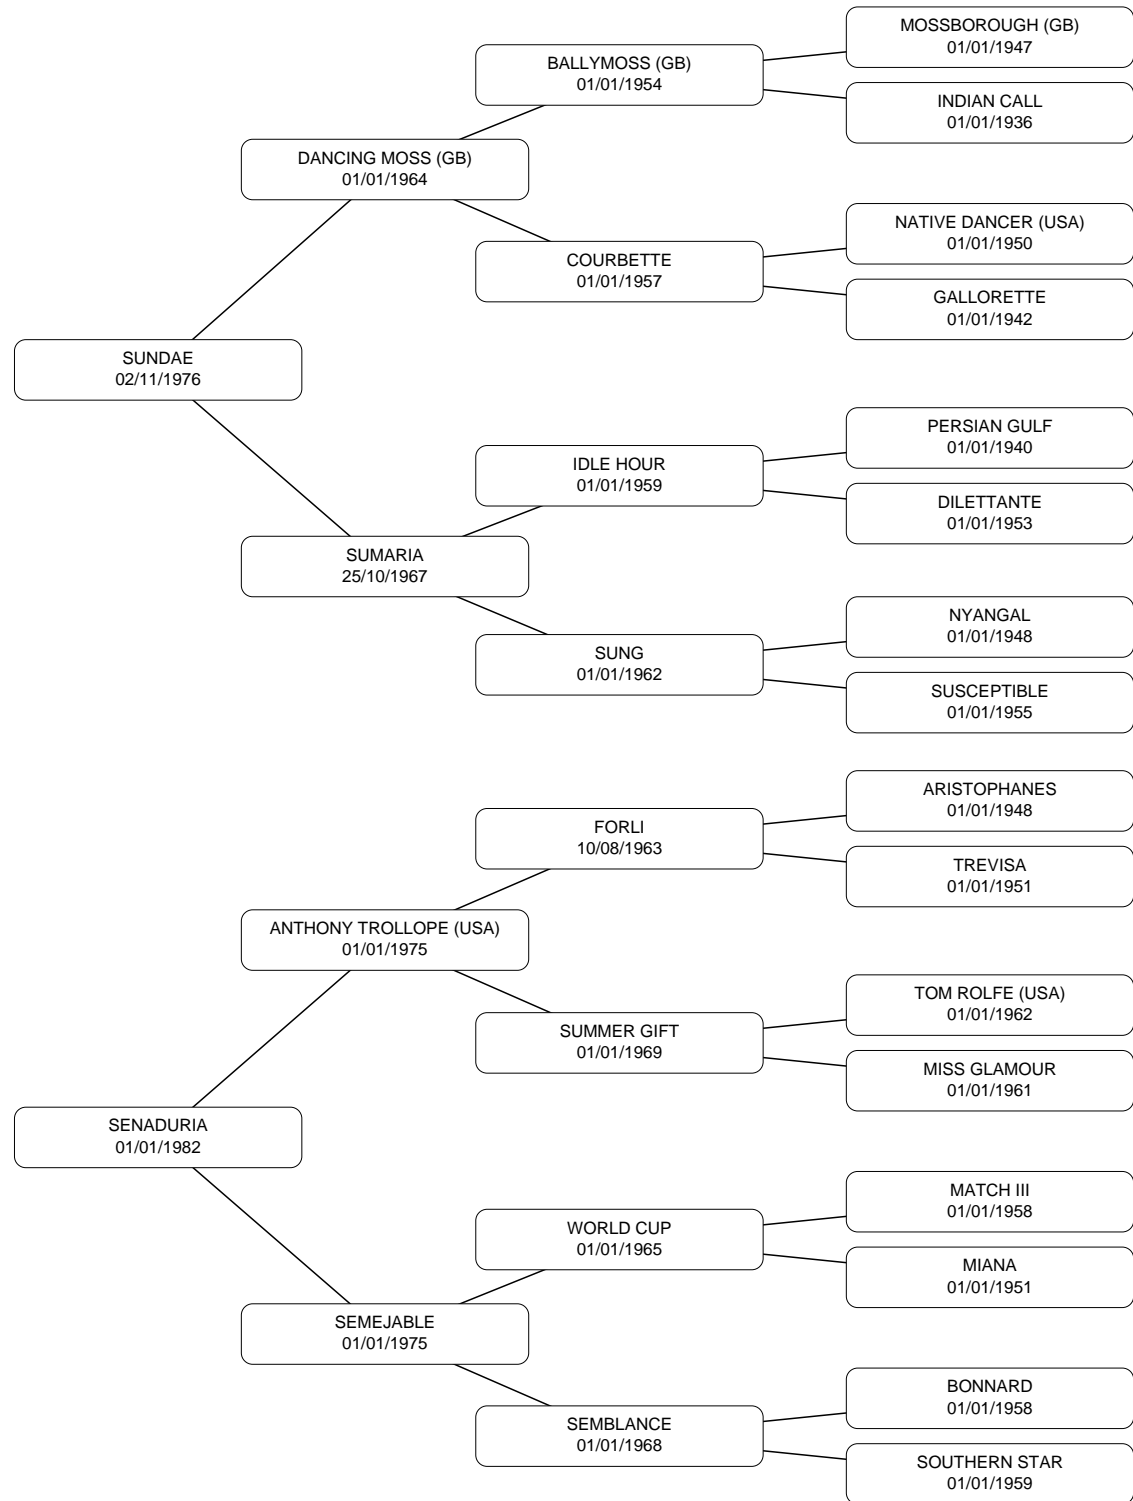 MOSSBOROUGH (GB)
01/01/1947
BALLYMOSS (GB)
01/01/1954
INDIAN CALL
01/01/1936
DANCING MOSS (GB)
01/01/1964
NATIVE DANCER (USA)
01/01/1950
COURBETTE
01/01/1957
GALLORETTE
01/01/1942
SUNDAE
02/11/1976
PERSIAN GULF
01/01/1940
IDLE HOUR
01/01/1959
DILETTANTE
01/01/1953
SUMARIA
25/10/1967
NYANGAL
01/01/1948
SUNG
01/01/1962
SUSCEPTIBLE
01/01/1955
ARISTOPHANES
01/01/1948
FORLI
10/08/1963
TREVISA
01/01/1951
ANTHONY TROLLOPE (USA)
01/01/1975
TOM ROLFE (USA)
01/01/1962
SUMMER GIFT
01/01/1969
MISS GLAMOUR
01/01/1961
SENADURIA
01/01/1982
MATCH III
01/01/1958
WORLD CUP
01/01/1965
MIANA
01/01/1951
SEMEJABLE
01/01/1975
BONNARD
01/01/1958
SEMBLANCE
01/01/1968
SOUTHERN STAR
01/01/1959